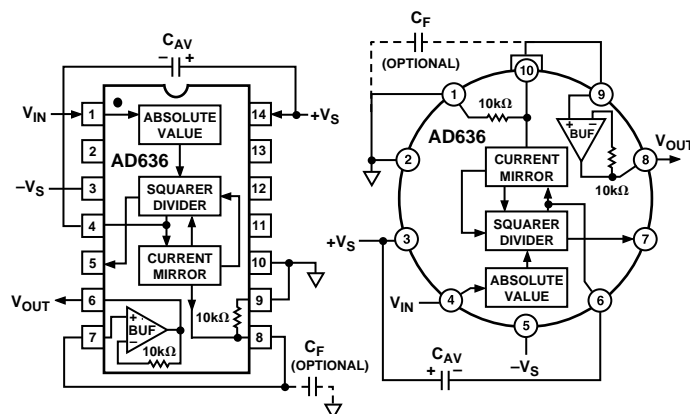 C_AV
− +
V_IN
1
14
+V_S
ABSOLUTE
VALUE
2
13
AD636
−V_S
3
12
SQUARER
DIVIDER
4
11
5
10
CURRENT
MIRROR
V_OUT
6
9
10kΩ
7
8
+
−
BUF
10kΩ
C_F
(OPTIONAL)
C_F
(OPTIONAL)
10
1
9
10kΩ
AD636
+ −
BUF
8
V_OUT
10kΩ
2
CURRENT
MIRROR
+V_S
3
SQUARER
DIVIDER
7
V_IN
4
ABSOLUTE
VALUE
6
5
C_AV
+ −
−V_S